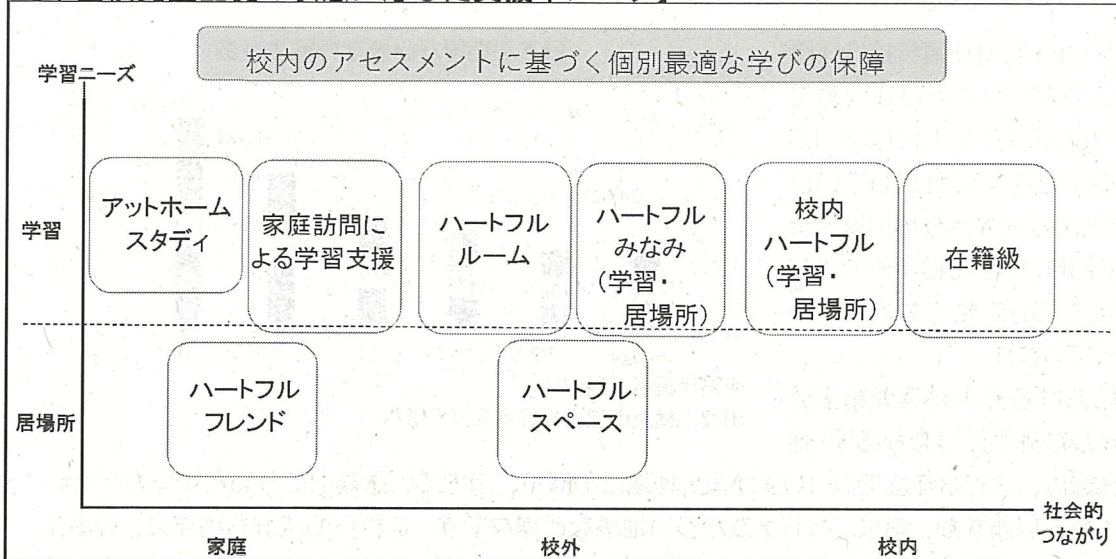 校内のアセスメントに基づく個別最適な学びの保障
学習ニーズ
学習
アットホーム
スタディ
家庭訪問に
よる学習支援
ハートフル
ルーム
ハートフル
みなみ
(学習・
居場所)
校内
ハートフル
(学習・
居場所)
在籍級
居場所
ハートフル
フレンド
ハートフル
スペース
社会的
つながり
家庭
校外
校内